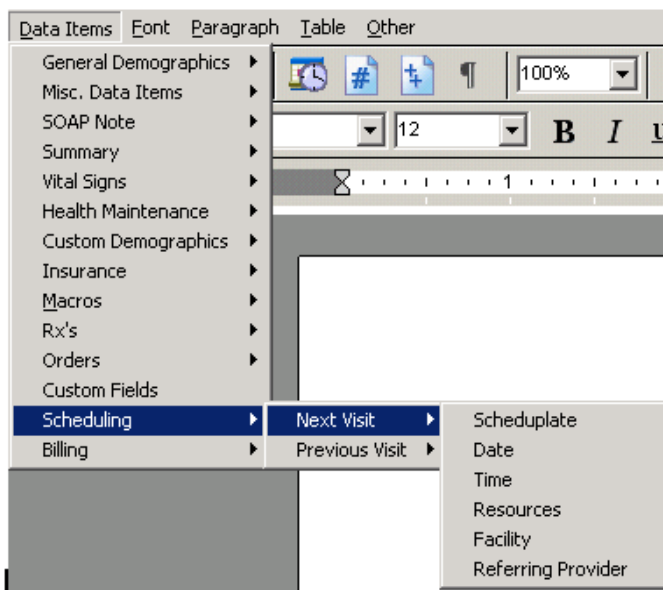 Data Items Font Paragraph Table Other
General Demographics
Misc. Data Items
SOAP Note
Summary
Vital Signs
Health Maintenance
Custom Demographics
Insurance
Macros
Rx's
Orders
Custom Fields
Scheduling
Billing
# ¶ 100%
12 B I U
1
Next Visit
Previous Visit
Scheduplate
Date
Time
Resources
Facility
Referring Provider